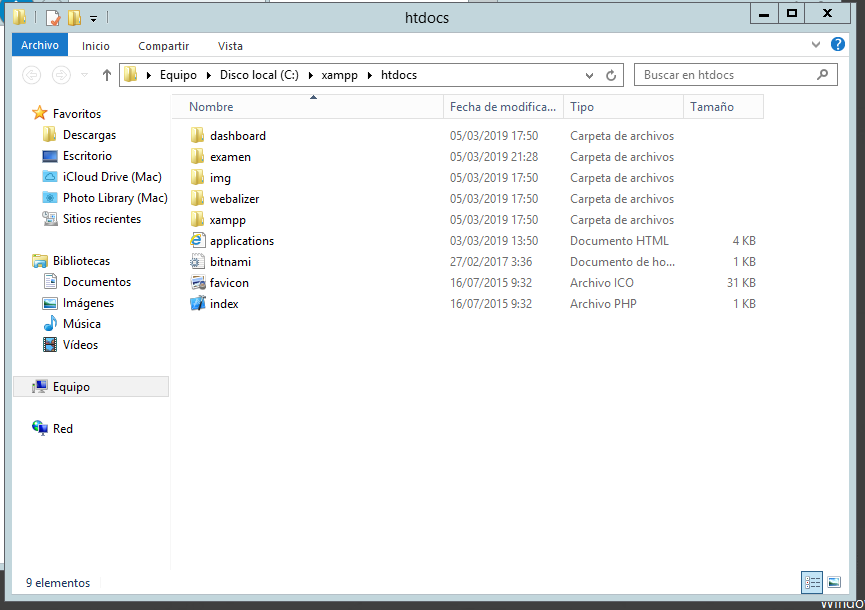 htdocs
Archivo Inicio Compartir Vista
Equipo Disco local (C:) xampp htdocs Buscar en htdocs
Nombre Fecha de modifica... Tipo Tamaño
Favoritos
Descargas
Escritorio
iCloud Drive (Mac)
Photo Library (Mac)
Sitios recientes
Bibliotecas
Documentos
Imágenes
Música
Vídeos
Equipo
Red
dashboard 05/03/2019 17:50 Carpeta de archivos
examen 05/03/2019 21:28 Carpeta de archivos
img 05/03/2019 17:50 Carpeta de archivos
webalizer 05/03/2019 17:50 Carpeta de archivos
xampp 05/03/2019 17:50 Carpeta de archivos
applications 03/03/2019 13:50 Documento HTML 4 KB
bitnami 27/02/2017 3:36 Documento de ho... 1 KB
favicon 16/07/2015 9:32 Archivo ICO 31 KB
index 16/07/2015 9:32 Archivo PHP 1 KB
9 elementos